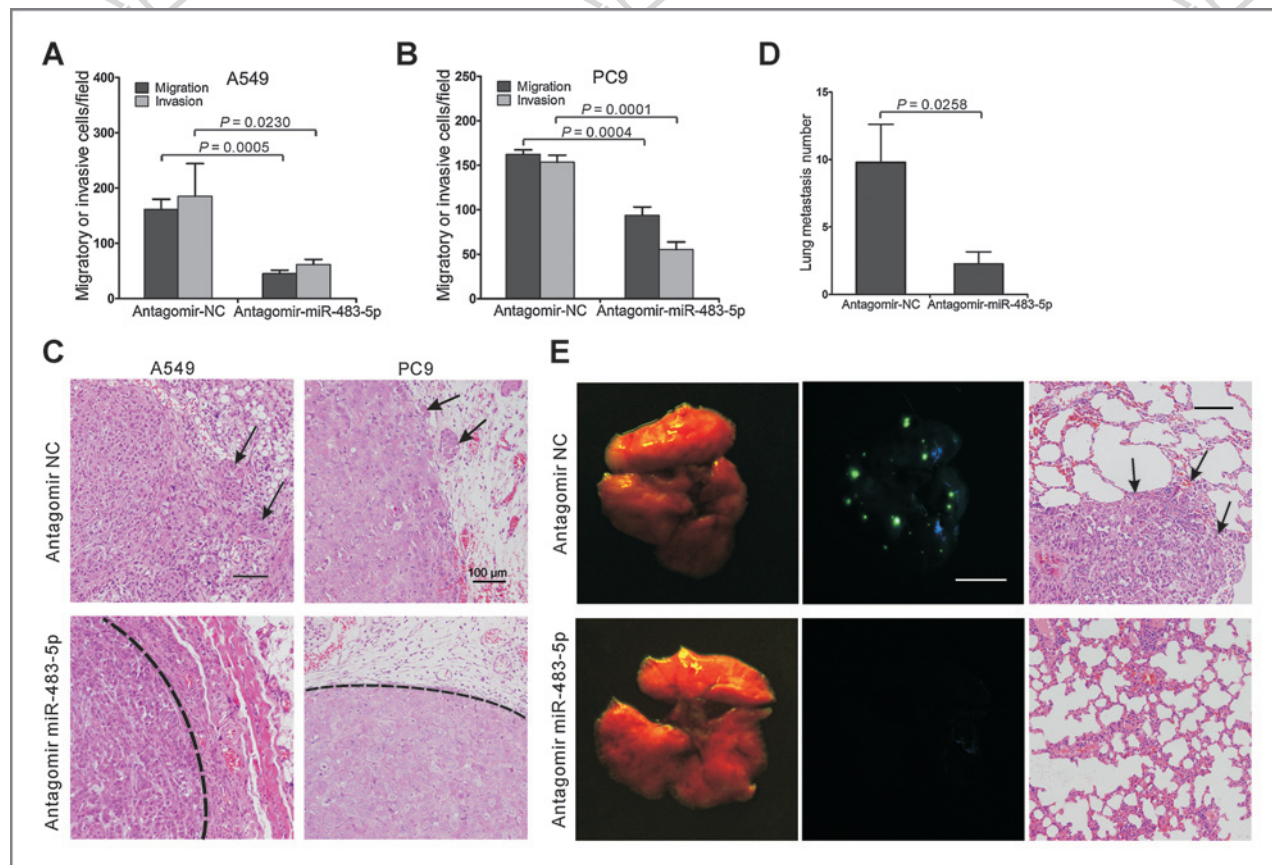 A
A549
Migratory or invasive cells/field
400
300
200
100
0
Migration
Invasion
P = 0.0230
P = 0.0005
Antagomir-NC
Antagomir-miR-483-5p
B
PC9
Migratory or invasive cells/field
250
200
150
100
50
0
Migration
Invasion
P = 0.0001
P = 0.0004
Antagomir-NC
Antagomir-miR-483-5p
D
Lung metastasis number
15
10
5
0
P = 0.0258
Antagomir-NC
Antagomir-miR-483-5p
C
A549
PC9
Antagomir NC
100 µm
Antagomir miR-483-5p
E
Antagomir NC
Antagomir miR-483-5p